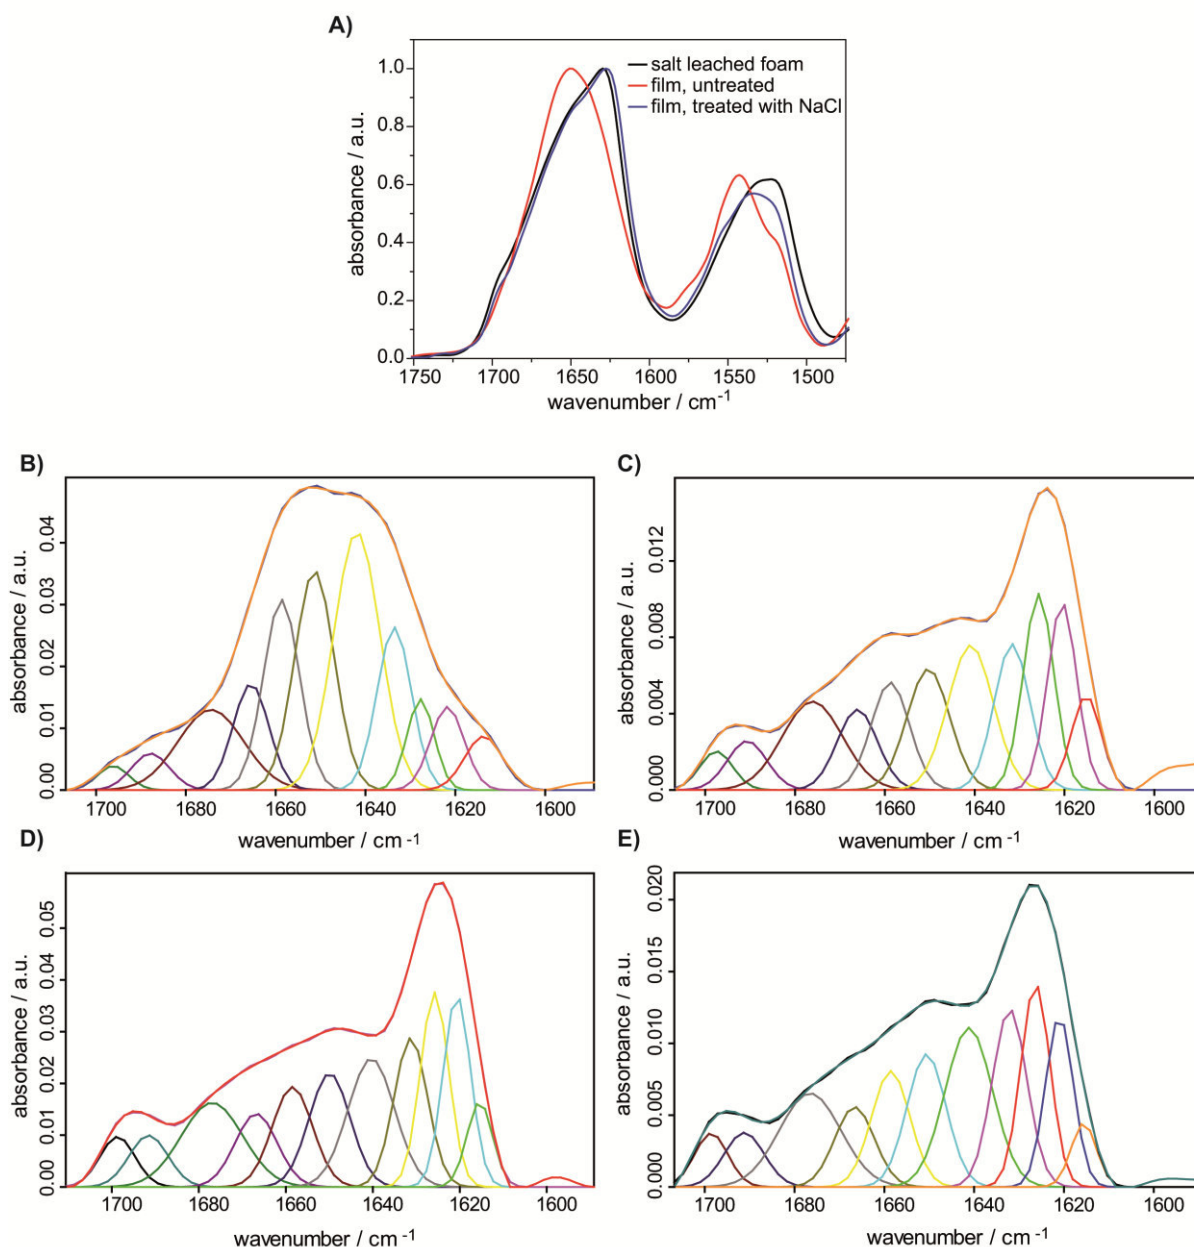 A)
absorbance / a.u.
1.0
0.8
0.6
0.4
0.2
0.0
salt leached foam
film, untreated
film, treated with NaCl
1750 1700 1650 1600 1550 1500
wavenumber / cm-1
B)
absorbance / a.u.
0.04
0.03
0.02
0.01
0.00
1700 1680 1660 1640 1620 1600
wavenumber / cm -1
C)
absorbance / a.u.
0.012
0.008
0.004
0.000
1700 1680 1660 1640 1620 1600
wavenumber / cm -1
D)
absorbance / a.u.
0.05
0.04
0.03
0.02
0.01
0.00
1700 1680 1660 1640 1620 1600
wavenumber / cm -1
E)
absorbance / a.u.
0.020
0.015
0.010
0.005
0.000
1700 1680 1660 1640 1620 1600
wavenumber / cm -1